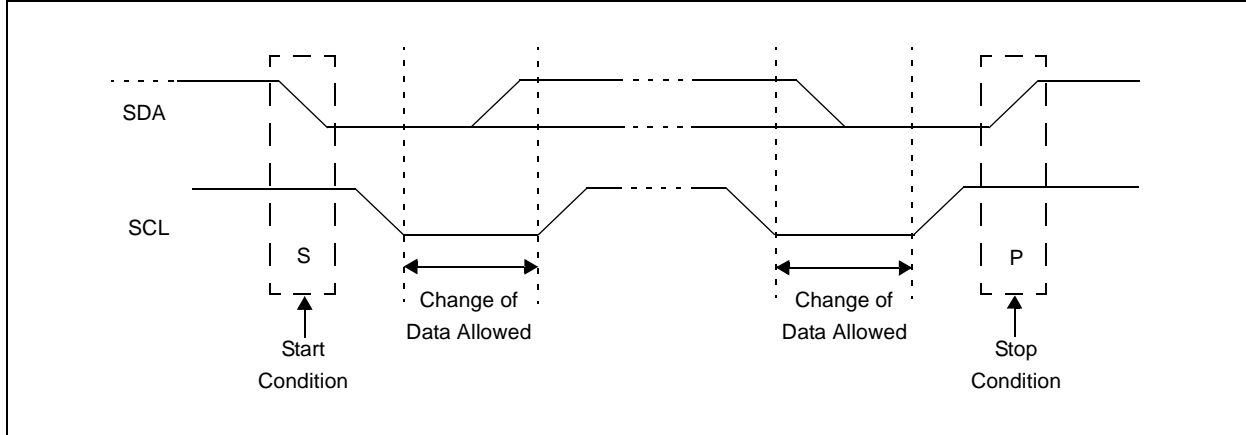 SDA
SCL
S
P
Change of
Data Allowed
Change of
Data Allowed
Start
Condition
Stop
Condition